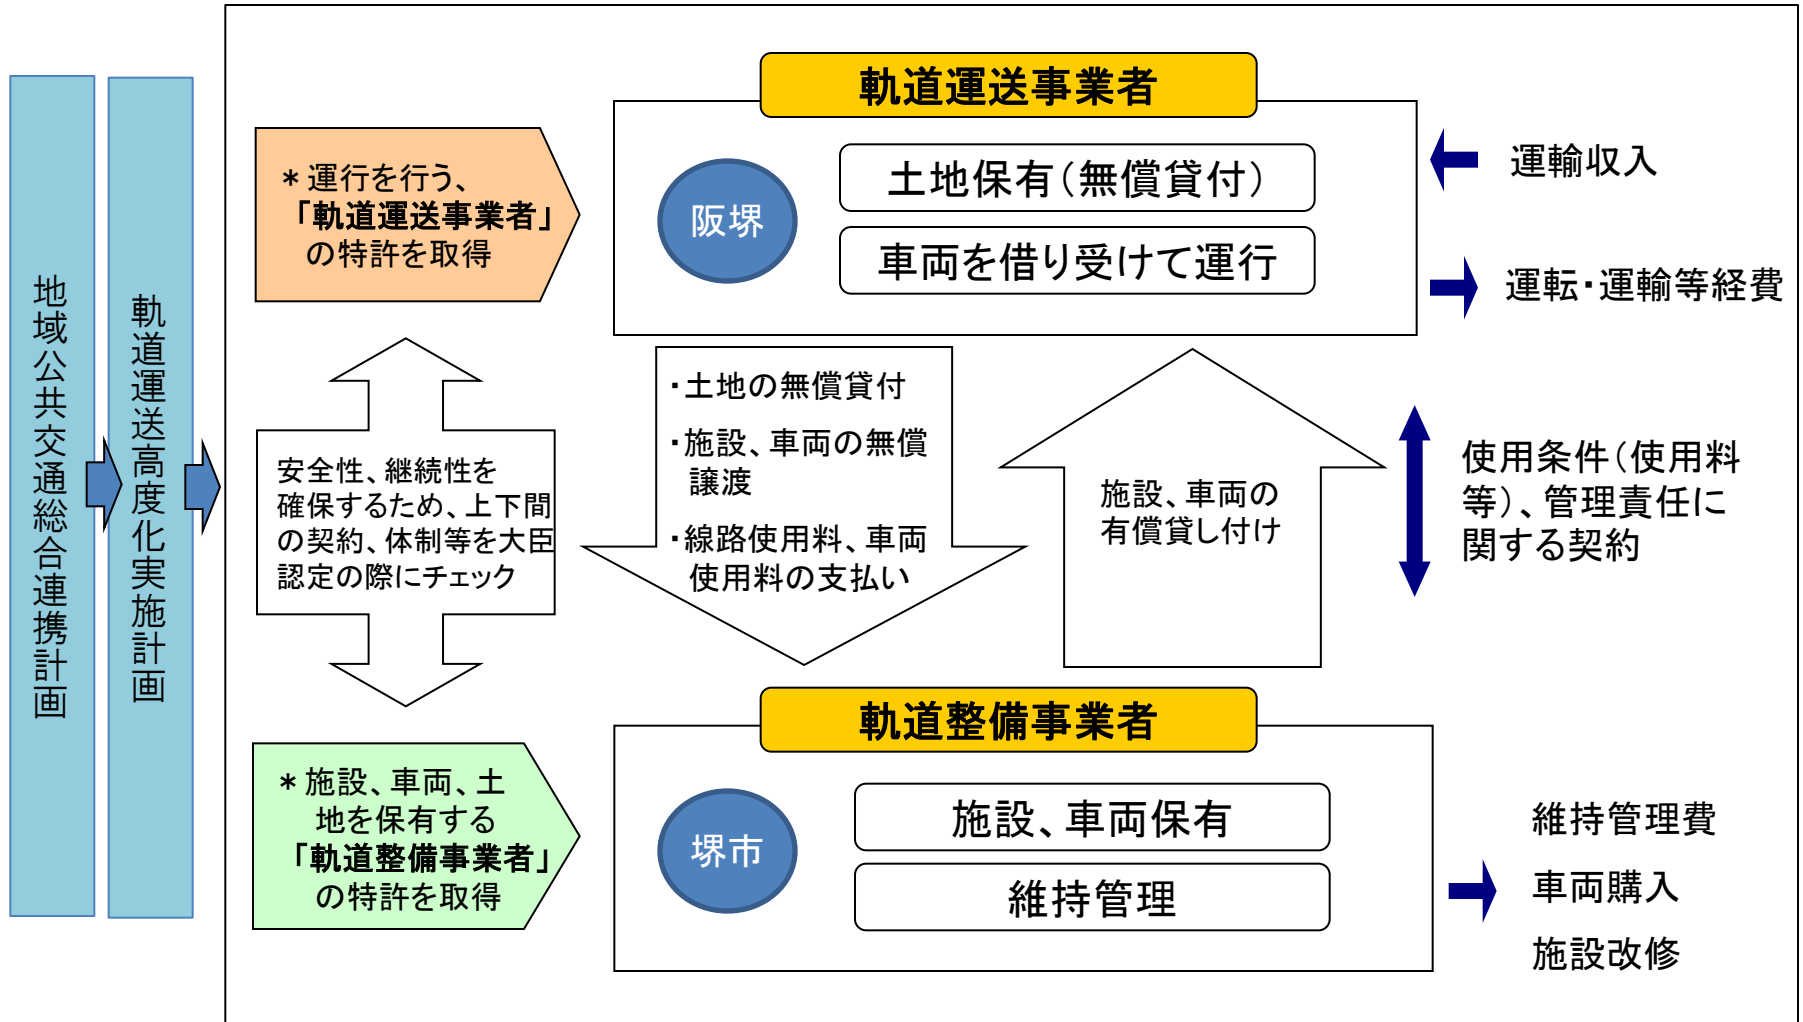 地域公共交通総合連携計画
軌道運送高度化実施計画
軌道運送事業者
＊運行を行う、
「軌道運送事業者」
の特許を取得
阪堺
土地保有（無償貸付）
車両を借り受けて運行
運輸収入
運転・運輸等経費
安全性、継続性を
確保するため、上下間
の契約、体制等を大臣
認定の際にチェック
・土地の無償貸付
・施設、車両の無償
譲渡
・線路使用料、車両
使用料の支払い
施設、車両の
有償貸し付け
使用条件（使用料
等）、管理責任に
関する契約
軌道整備事業者
＊施設、車両、土
地を保有する
「軌道整備事業者」
の特許を取得
堺市
施設、車両保有
維持管理
維持管理費
車両購入
施設改修